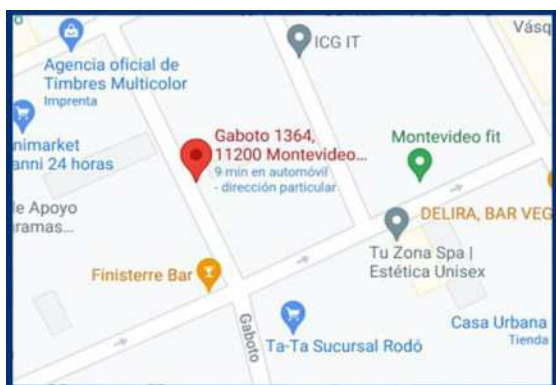 Vásq
ICG IT
Agencia oficial de
Timbres Multicolor
Imprenta
nimarket
anni 24 horas
Gaboto 1364,
11200 Montevideo...
9 min en automóvil
- dirección particular
Montevideo fit
le Apoyo
gramas...
DELIRA, BAR VEG
Tu Zona Spa |
Estética Unisex
Finisterre Bar
Gaboto
Ta-Ta Sucursal Rodó
Casa Urbana
Tienda